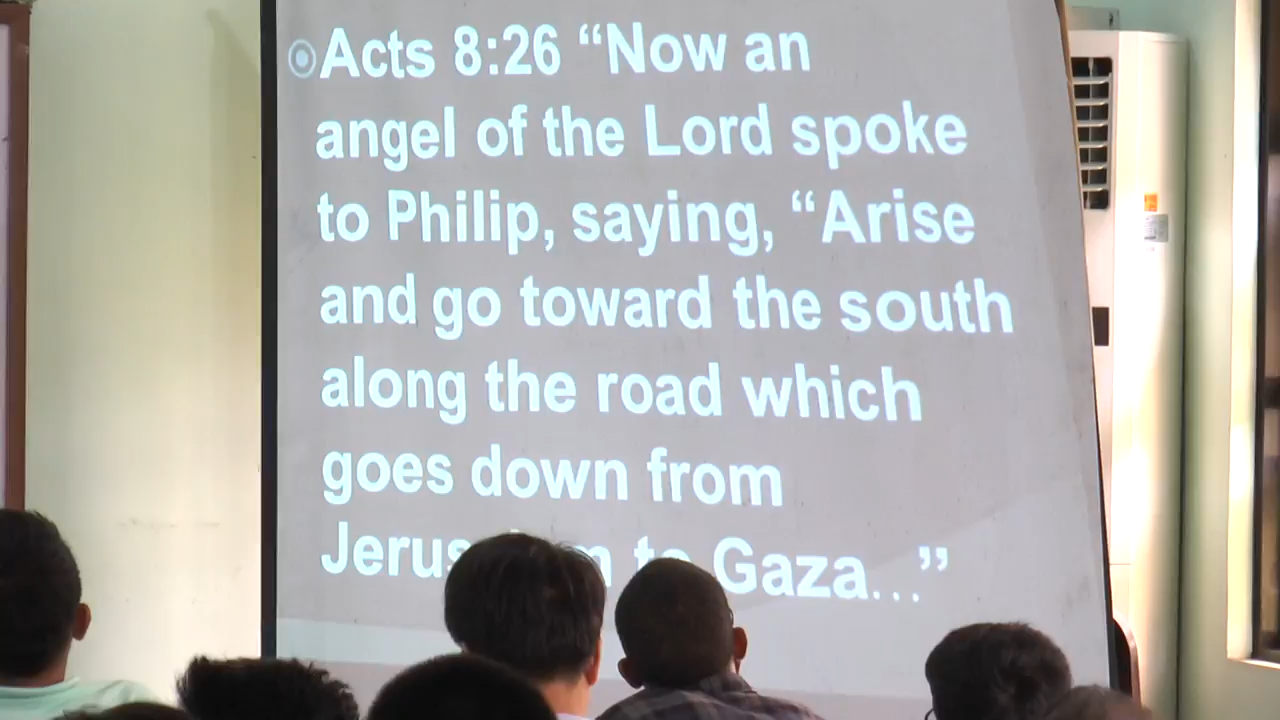 Acts 8:26 “Now an
angel of the Lord spoke
to Philip, saying, “Arise
and go toward the south
along the road which
goes down from
Gaza...”